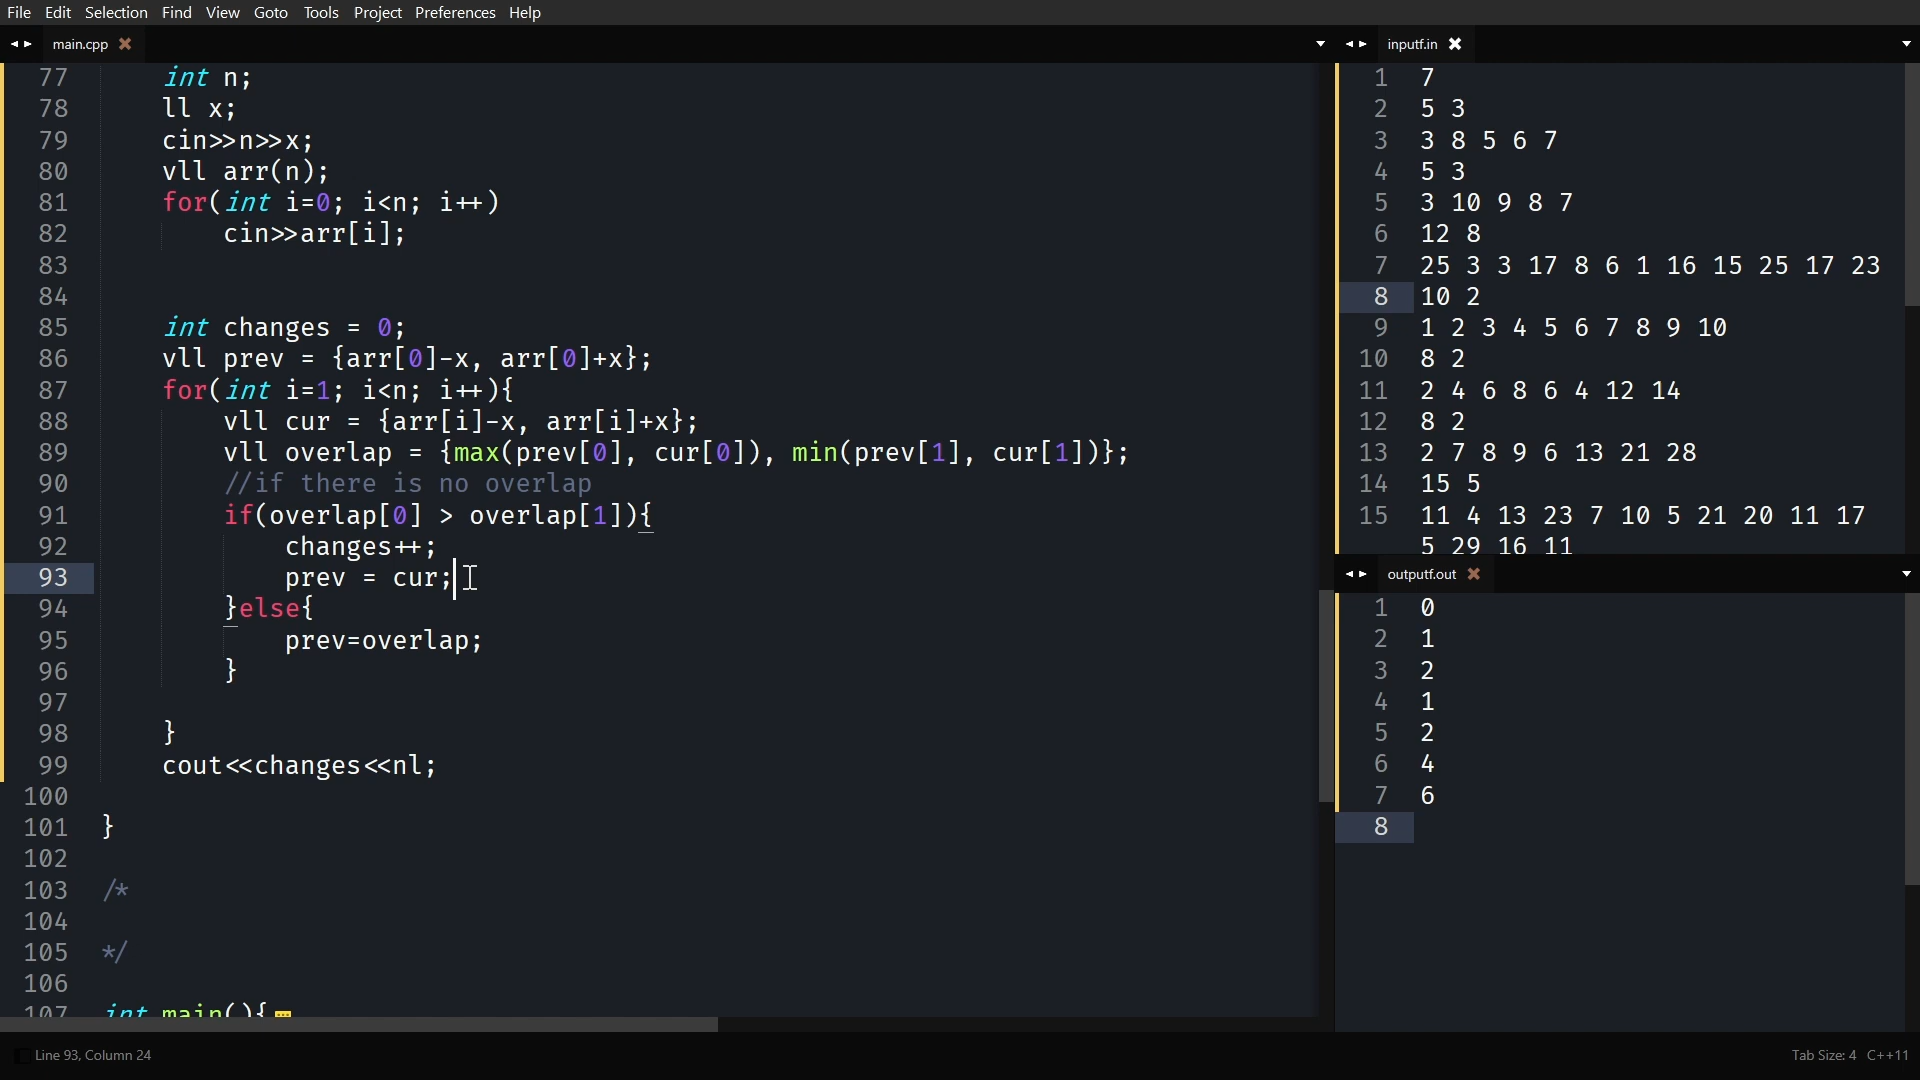 File Edit Selection Find View Goto Tools Project Preferences Help
main.cpp
77 int n;
78 ll x;
79 cin>>n>>x;
80 vll arr(n);
81 for(int i=0; i<n; i++)
82 cin>>arr[i];
83
84
85 int changes = 0;
86 vll prev = {arr[0]-x, arr[0]+x};
87 for(int i=1; i<n; i++){
88 vll cur = {arr[i]-x, arr[i]+x};
89 vll overlap = {max(prev[0], cur[0]), min(prev[1], cur[1])};
90 //if there is no overlap
91 if(overlap[0] > overlap[1]){
92 changes++;
93 prev = cur;
94 }else{
95 prev=overlap;
96 }
97
98 }
99 cout<<changes<<nl;
100
101 }
102
103 /*
104
105 */
106
107 int main(){
inputf.in
1 7
2 5 3
3 3 8 5 6 7
4 5 3
5 3 10 9 8 7
6 12 8
7 25 3 3 17 8 6 1 16 15 25 17 23
8 10 2
9 1 2 3 4 5 6 7 8 9 10
10 8 2
11 2 4 6 8 6 4 12 14
12 8 2
13 2 7 8 9 6 13 21 28
14 15 5
15 11 4 13 23 7 10 5 21 20 11 17
5 29 16 11
outputf.out
1 0
2 1
3 2
4 1
5 2
6 4
7 6
8
Line 93, Column 24
Tab Size: 4 C++11